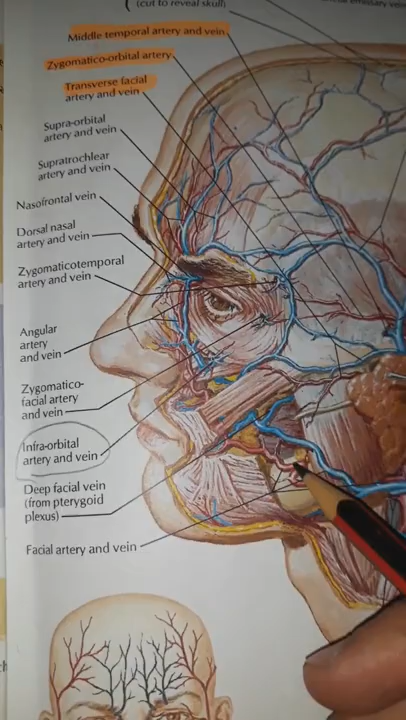 (cut to reveal skull)
emissary vein
Middle temporal artery and vein
Zygomatico-orbital artery
Transverse facial
artery and vein
Supra-orbital
artery and vein
Supratrochlear
artery and vein
Nasofrontal vein
Dorsal nasal
artery and vein
Zygomaticotemporal
artery and vein
Angular
artery
and vein
Zygomatico-
facial artery
and vein
Infra-orbital
artery and vein
Deep facial vein
(from pterygoid
plexus)
Facial artery and vein